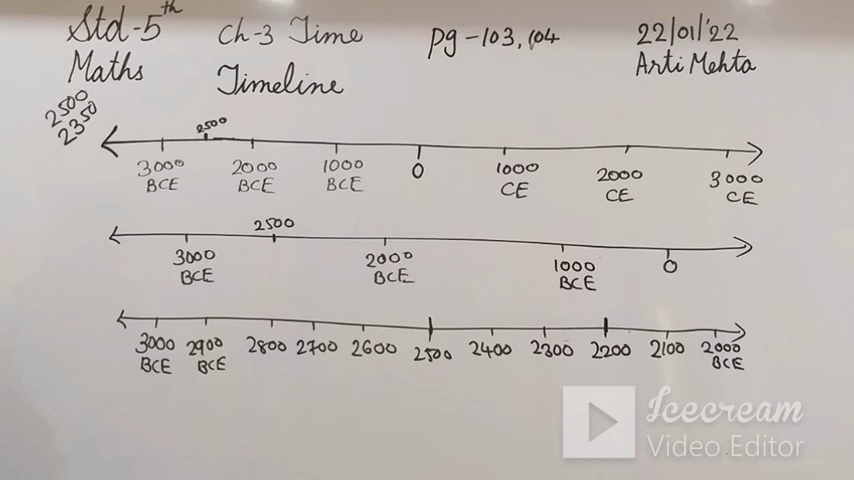 Std-5th Ch-3 Time pg-103,104 22/01/'22
Maths Timeline Arti Mehta
2500
2350
2500
3000 BCE 2000 BCE 1000 BCE 0 1000 CE 2000 CE 3000 CE
2500
3000 BCE 2000 BCE 1000 BCE 0
3000 BCE 2900 BCE 2800 2700 2600 2500 2400 2300 2200 2100 2000 BCE
Icecream
Video Editor